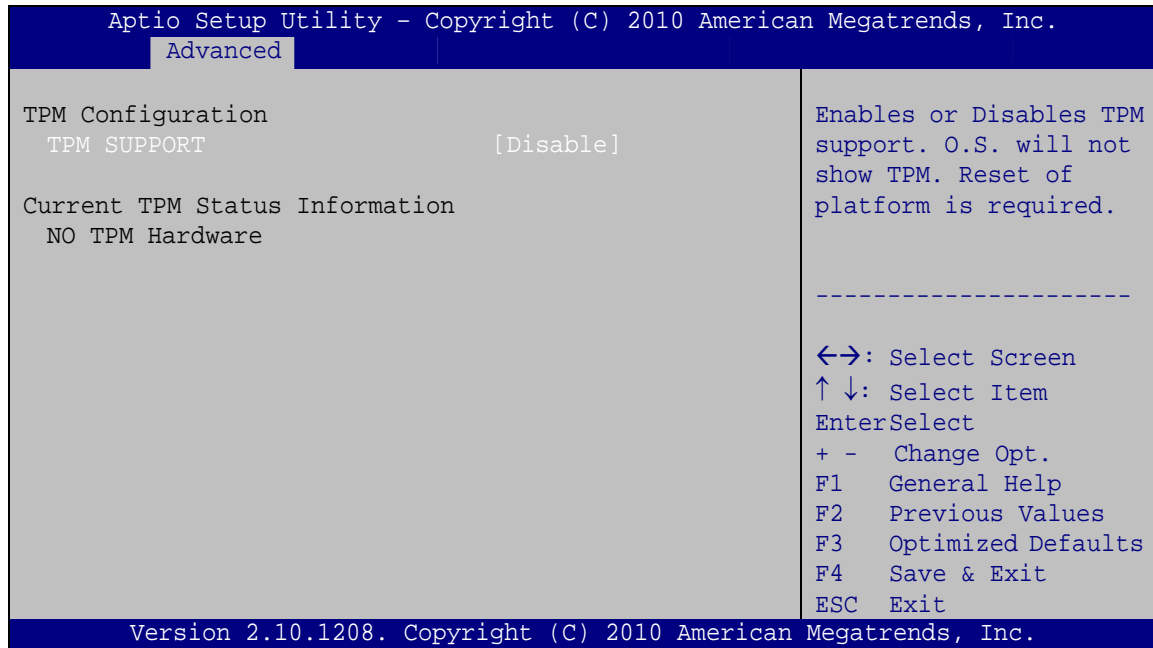 Aptio Setup Utility – Copyright (C) 2010 American Megatrends, Inc.
Advanced
TPM Configuration
TPM SUPPORT [Disable]
Current TPM Status Information
NO TPM Hardware
Enables or Disables TPM
support. O.S. will not
show TPM. Reset of
platform is required.
----------------------
←→: Select Screen
↑ ↓: Select Item
EnterSelect
+ - Change Opt.
F1 General Help
F2 Previous Values
F3 Optimized Defaults
F4 Save & Exit
ESC Exit
Version 2.10.1208. Copyright (C) 2010 American Megatrends, Inc.